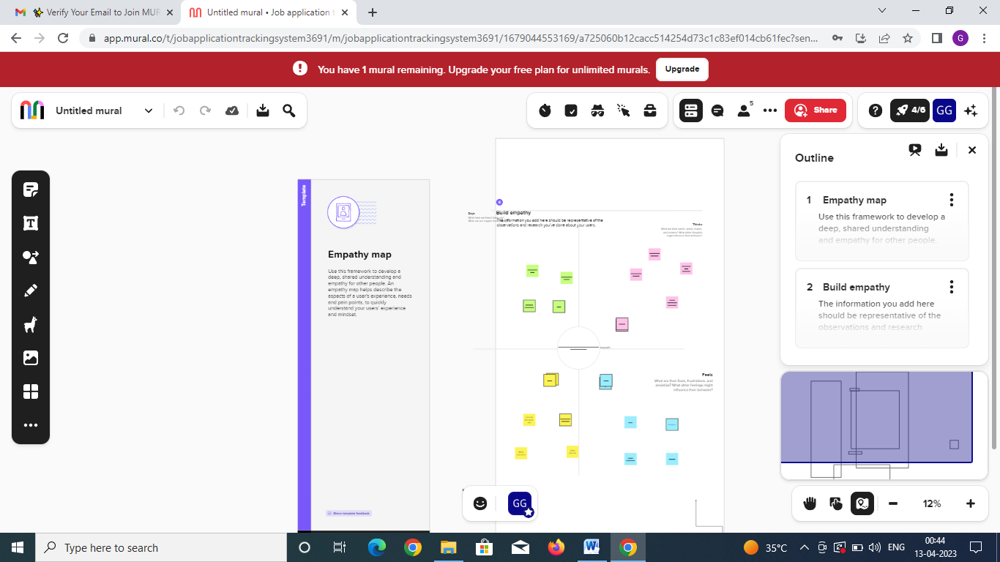 Verify Your Email to Join MUR
Untitled mural • Job application t
app.mural.co/t/jobapplicationtrackingsystem3691/m/jobapplicationtrackingsystem3691/1679044553169/a725060b12cacc514254d73c1c83ef014cb61fec?sen...
G
You have 1 mural remaining. Upgrade your free plan for unlimited murals.
Upgrade
Untitled mural
5
Share
4/6
GG
Template
Empathy map
Use this framework to develop a
deep, shared understanding and
empathy for other people. An
empathy map helps describe the
aspects of a user's experience, needs
and pain points, to quickly
understand your users' experience
and mindset.
Share template feedback
Says
Build empathy
The information you add here should be representative of the
observations and research you've done about your users.
Thinks
Feels
What are their fears, frustrations, and
anxieties? What other feelings might
influence their behavior?
Outline
1 Empathy map
Use this framework to develop a
deep, shared understanding
and empathy for other people.
2 Build empathy
The information you add here
should be representative of the
observations and research
GG
12%
Type here to search
35°C
ENG
00:44
13-04-2023